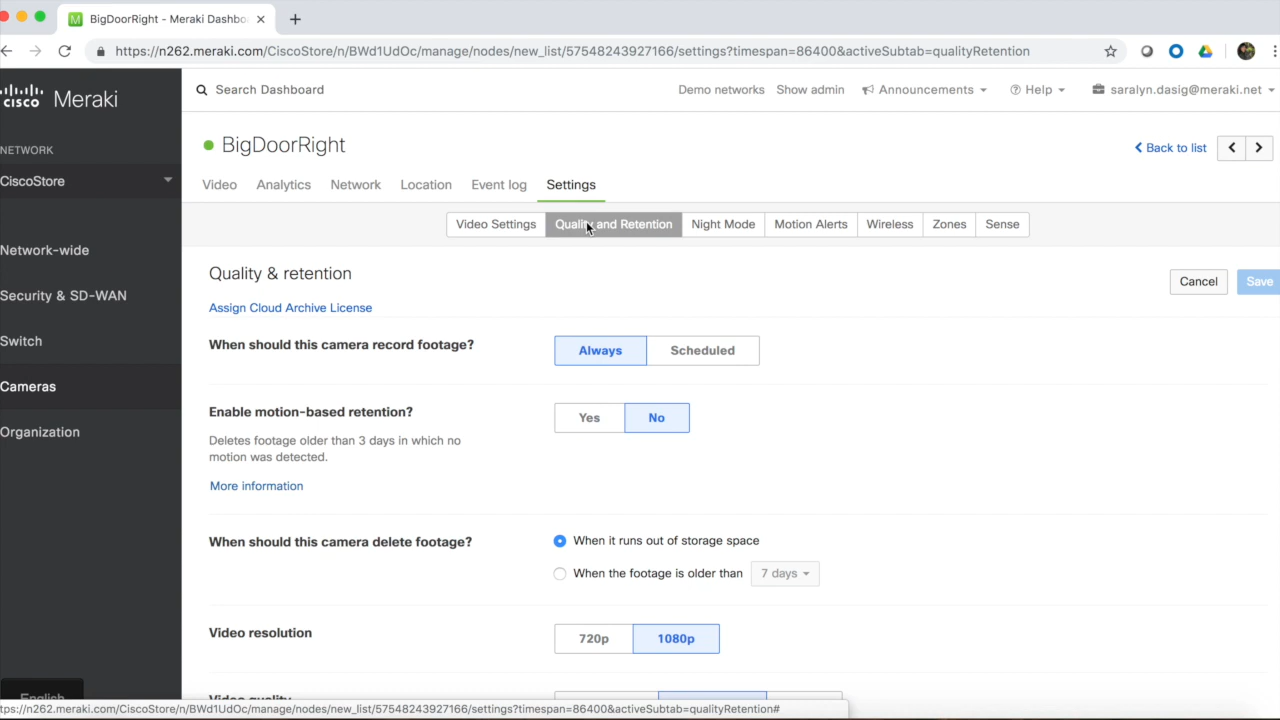 BigDoorRight - Meraki Dashbo
https://n262.meraki.com/CiscoStore/n/BWd1UdOc/manage/nodes/new_list/57548243927166/settings?timespan=86400&activeSubtab=qualityRetention
CISCO Meraki
Search Dashboard
Demo networks Show admin Announcements Help saralyn.dasig@meraki.net
NETWORK
CiscoStore
Network-wide
Security & SD-WAN
Switch
Cameras
Organization
English
BigDoorRight
Back to list
Video Analytics Network Location Event log Settings
Video Settings Quality and Retention Night Mode Motion Alerts Wireless Zones Sense
Quality & retention
Cancel Save
Assign Cloud Archive License
When should this camera record footage? Always Scheduled
Enable motion-based retention? Yes No
Deletes footage older than 3 days in which no
motion was detected.
More information
When should this camera delete footage? When it runs out of storage space
When the footage is older than 7 days
Video resolution 720p 1080p
Video quality
tps://n262.meraki.com/CiscoStore/n/BWd1UdOc/manage/nodes/new_list/57548243927166/settings?timespan=86400&activeSubtab=qualityRetention#